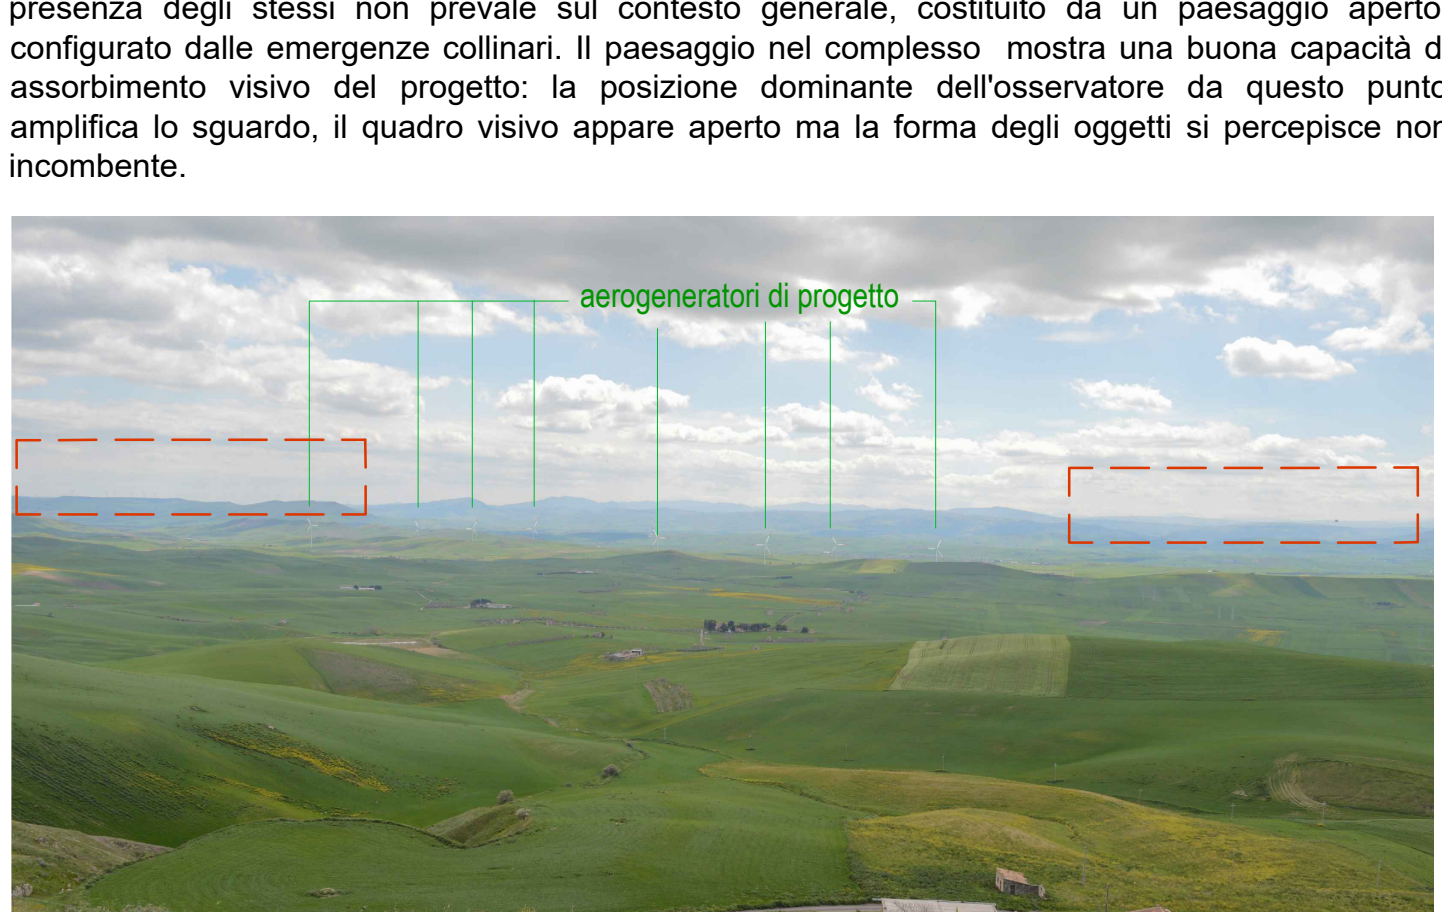 presenza degli stessi non prevale sul contesto generale, costituito da un paesaggio aperto
configurato dalle emergenze collinari. Il paesaggio nel complesso mostra una buona capacità d
assorbimento visivo del progetto: la posizione dominante dell'osservatore da questo punto
amplifica lo sguardo, il quadro visivo appare aperto ma la forma degli oggetti si percepisce non
incombente.
aerogeneratori di progetto